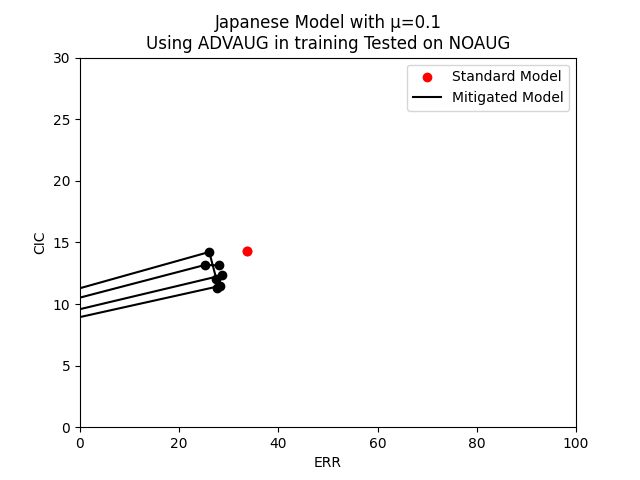 Japanese Model with μ=0.1
Using ADVAUG in training Tested on NOAUG
Standard Model
Mitigated Model
CIC
30
25
20
15
10
5
0
0 20 40 60 80 100
ERR